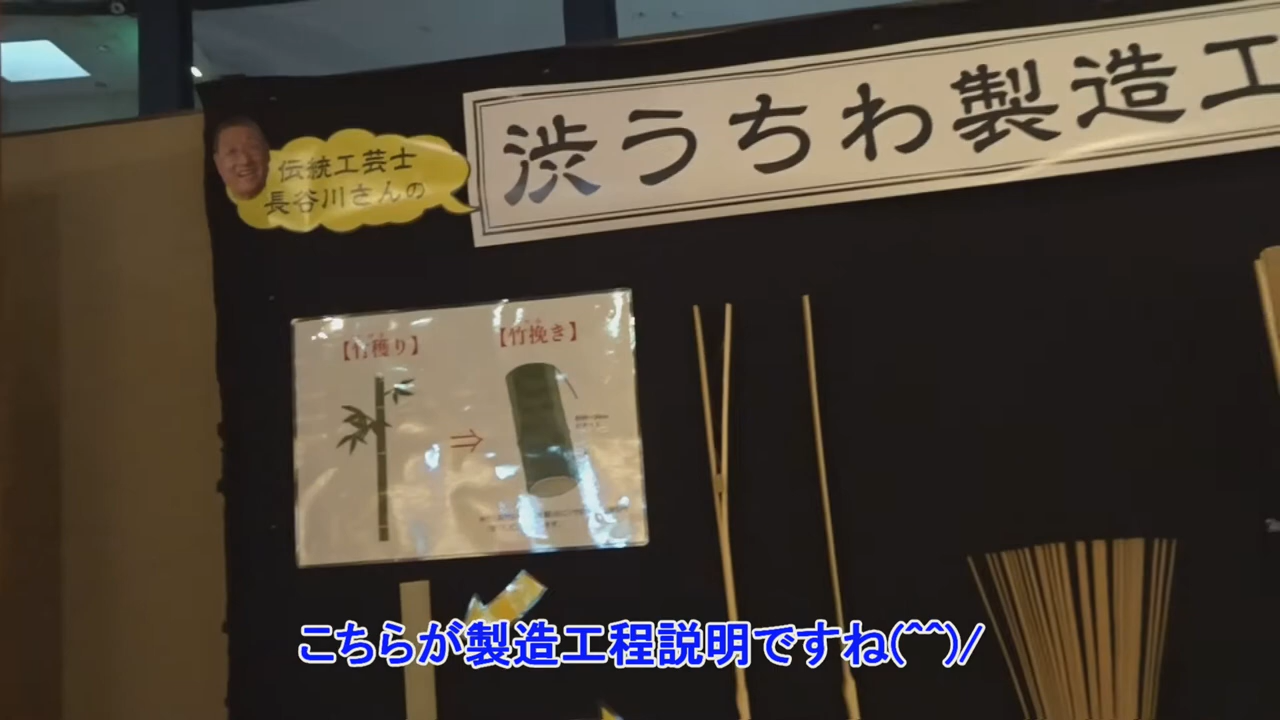 渋うちわ製造工
伝統工芸士
長谷川さんの
【竹穫り】
【竹挽き】
⇒
こちらが製造工程説明ですね(^^)/